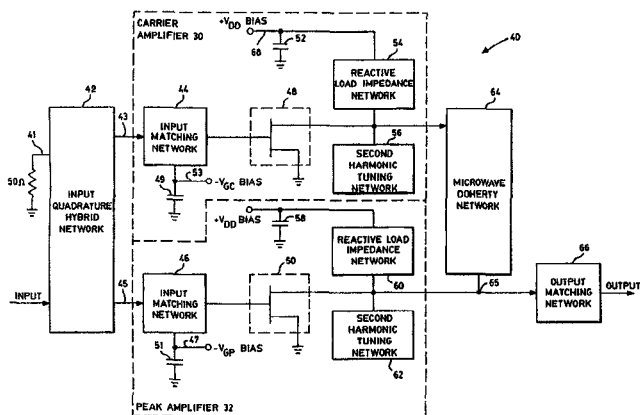 CARRIER
AMPLIFIER 30
+VDD BIAS
68
52
54
REACTIVE
LOAD IMPEDANCE
NETWORK
40
42
43
44
48
64
41
50Ω
INPUT
QUADRATURE
HYBRID
NETWORK
INPUT
MATCHING
NETWORK
53
-VGC BIAS
49
56
SECOND
HARMONIC
TUNING
NETWORK
MICROWAVE
DOHERTY
NETWORK
+VDD BIAS
58
REACTIVE LOAD
IMPEDANCE
NETWORK
60
66
46
50
45
INPUT
INPUT
MATCHING
NETWORK
65
OUTPUT
MATCHING
NETWORK
OUTPUT
47
-VGP BIAS
51
SECOND
HARMONIC
TUNING
NETWORK
62
PEAK AMPLIFIER 32